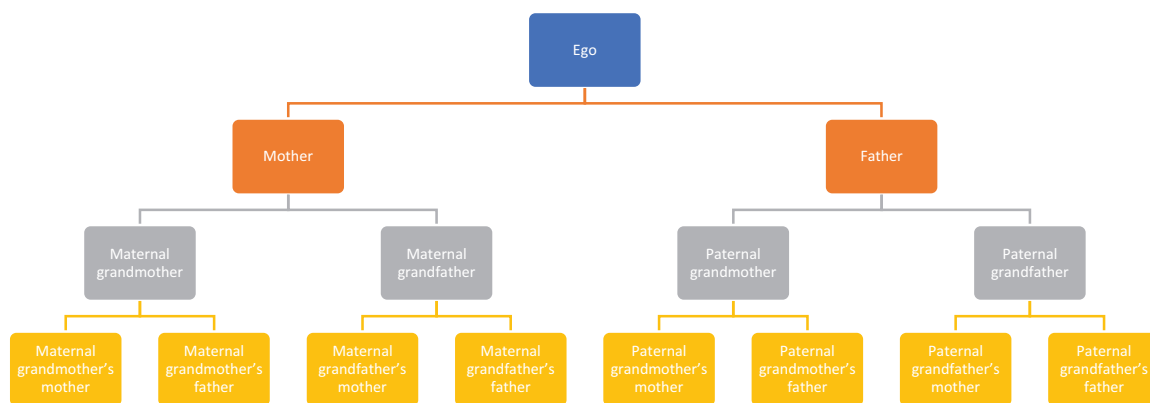 Ego
Mother
Father
Maternal
grandmother
Maternal
grandfather
Paternal
grandmother
Paternal
grandfather
Maternal
grandmother’s
mother
Maternal
grandmother’s
father
Maternal
grandfather’s
mother
Maternal
grandfather’s
father
Paternal
grandmother’s
mother
Paternal
grandmother’s
father
Paternal
grandfather’s
mother
Paternal
grandfather’s
father